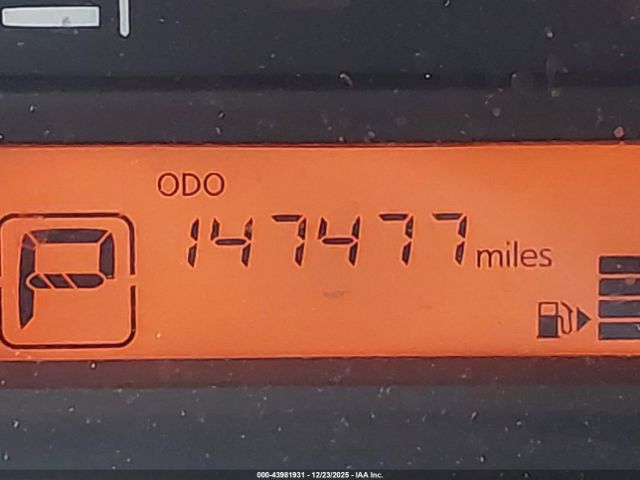 ODO
147477 miles
P
000-43981931 - 12/23/2025 - IAA Inc.